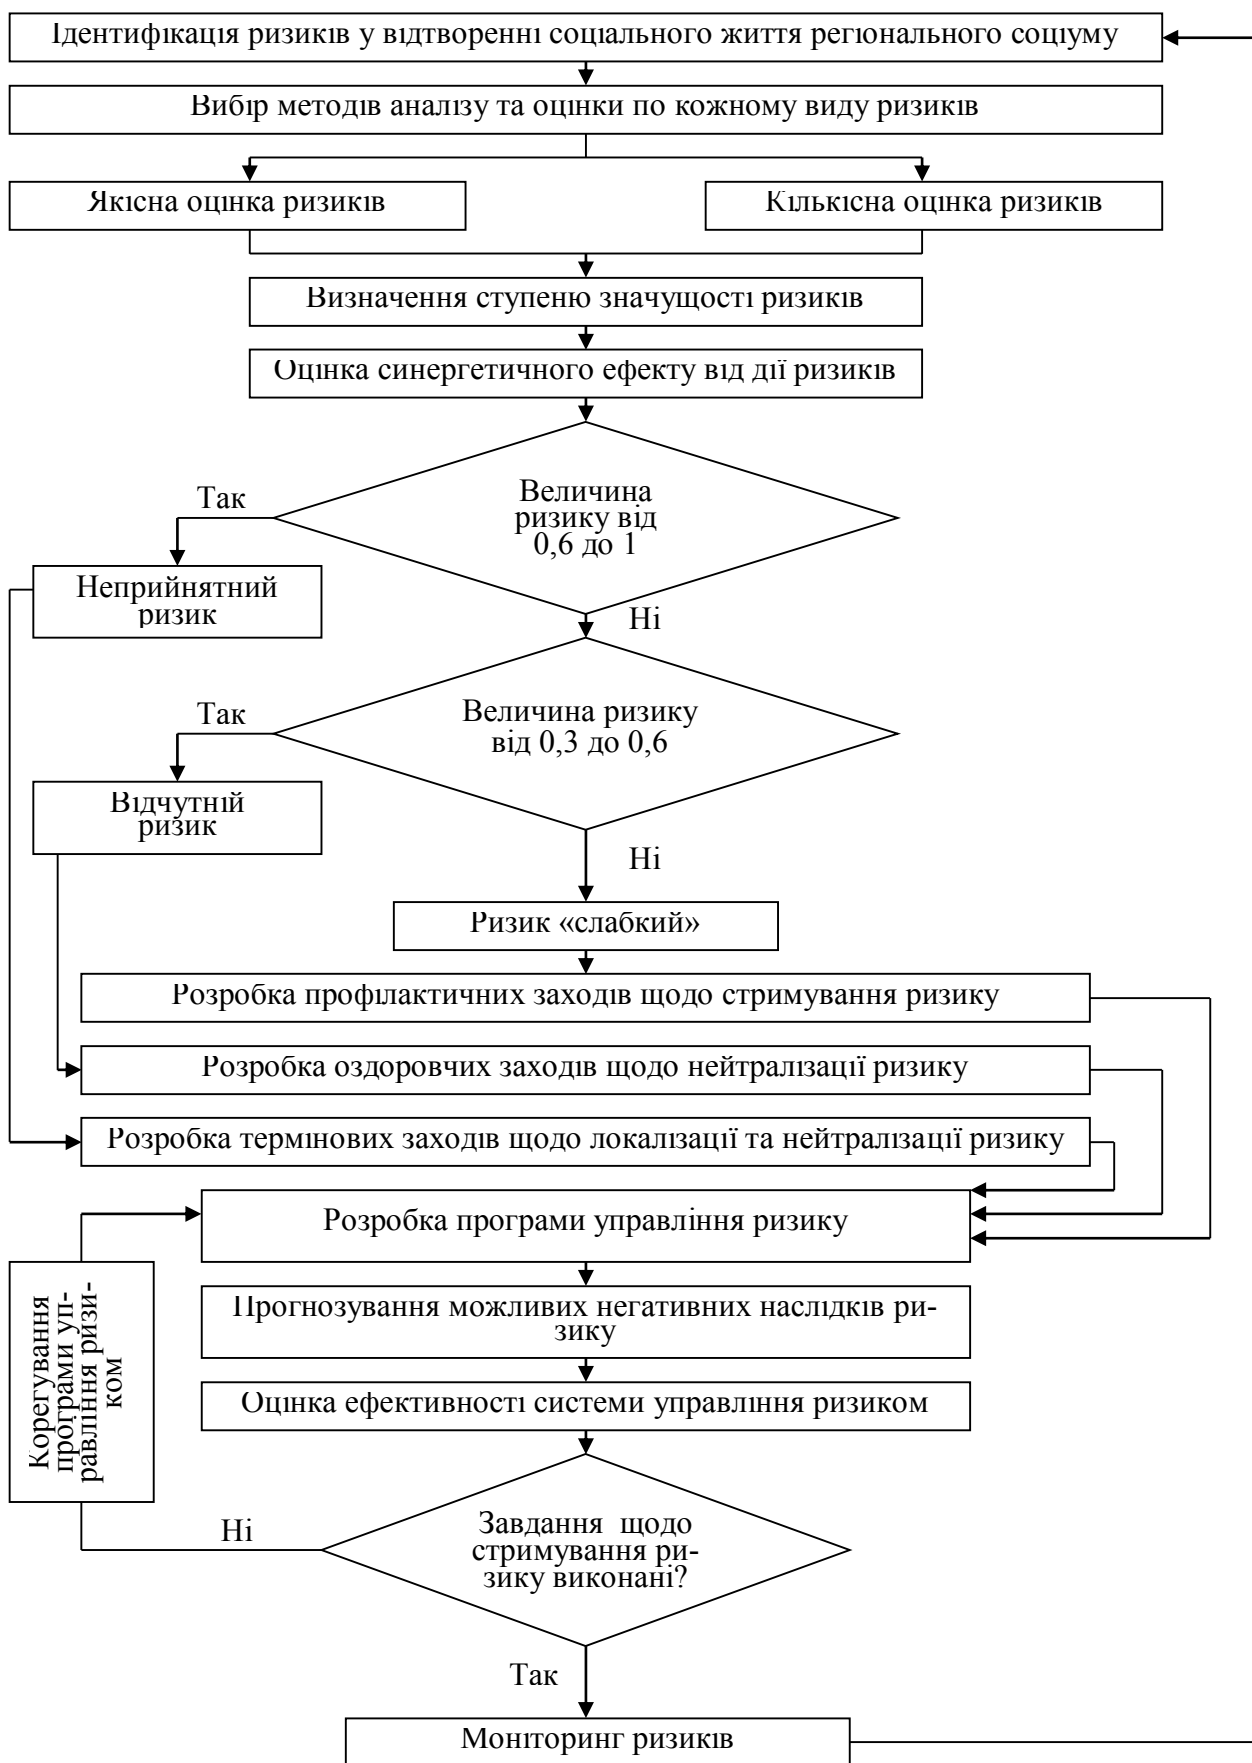 Ідентифікація ризиків у відтворенні соціального життя регіонального соціуму
Вибір методів аналізу та оцінки по кожному виду ризиків
Якісна оцінка ризиків
Кількісна оцінка ризиків
Визначення ступеню значущості ризиків
Оцінка синергетичного ефекту від дії ризиків
Величина
ризику від
0,6 до 1
Так
Неприйнятний
ризик
Ні
Величина ризику
від 0,3 до 0,6
Так
Відчутній
ризик
Ні
Ризик «слабкий»
Розробка профілактичних заходів щодо стримування ризику
Розробка оздоровчих заходів щодо нейтралізації ризику
Розробка термінових заходів щодо локалізації та нейтралізації ризику
Розробка програми управління ризику
Корегування
програми уп-
равління ризи-
ком
Прогнозування можливих негативних наслідків ри-
зику
Оцінка ефективності системи управління ризиком
Завдання  щодо
стримування ри-
зику виконані?
Ні
Так
Моніторинг ризиків